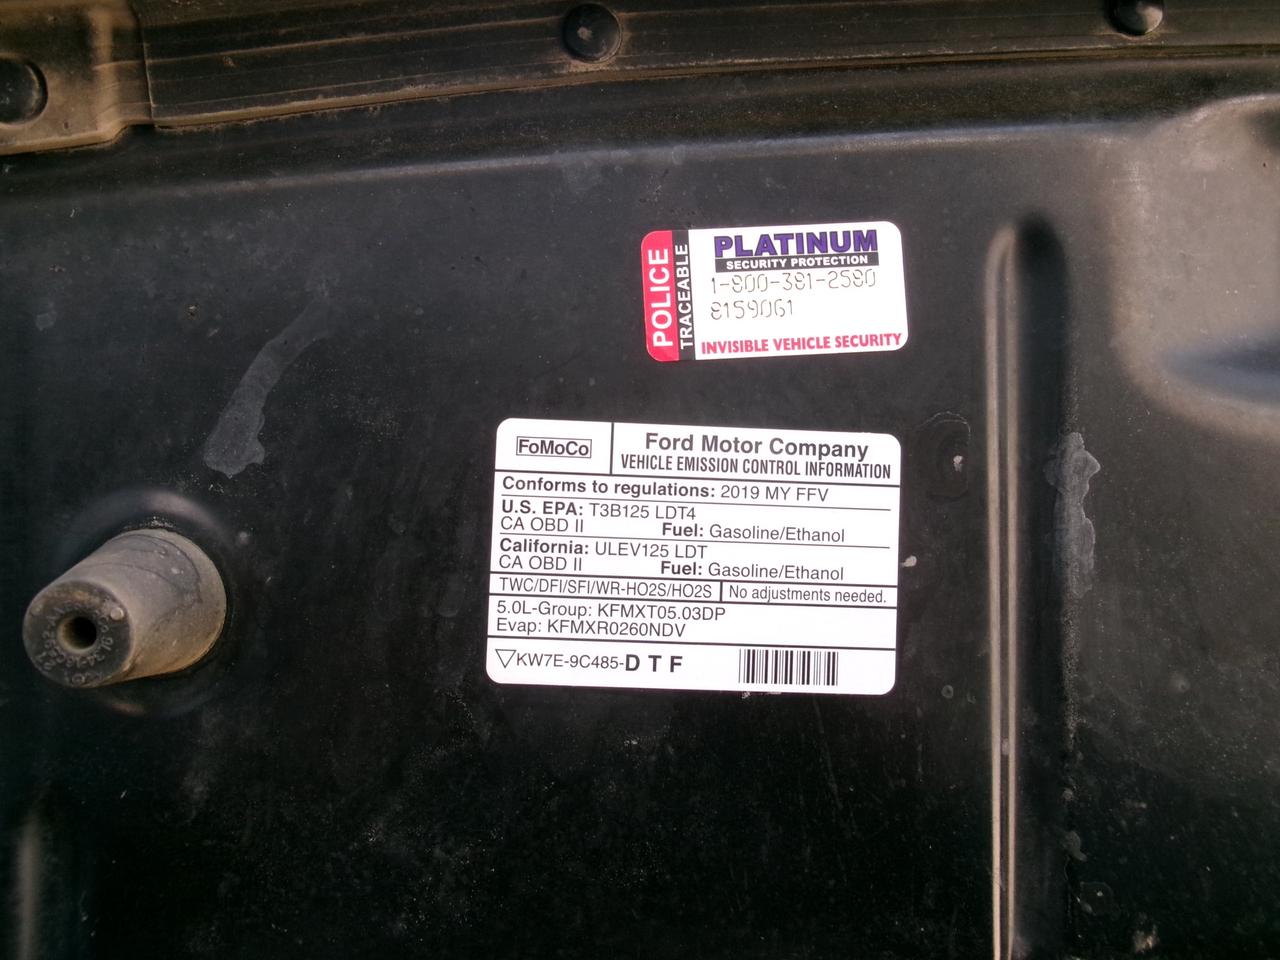 POLICE
TRACEABLE
PLATINUM
SECURITY PROTECTION
1-800-381-2580
8159061
INVISIBLE VEHICLE SECURITY
FoMoCo
Ford Motor Company
VEHICLE EMISSION CONTROL INFORMATION
Conforms to regulations: 2019 MY FFV
U.S. EPA: T3B125 LDT4
CA OBD II Fuel: Gasoline/Ethanol
California: ULEV125 LDT
CA OBD II Fuel: Gasoline/Ethanol
TWC/DFI/SFI/WR-HO2S/HO2S No adjustments needed.
5.0L-Group: KFMXT05.03DP
Evap: KFMXR0260NDV
KW7E-9C485-D T F